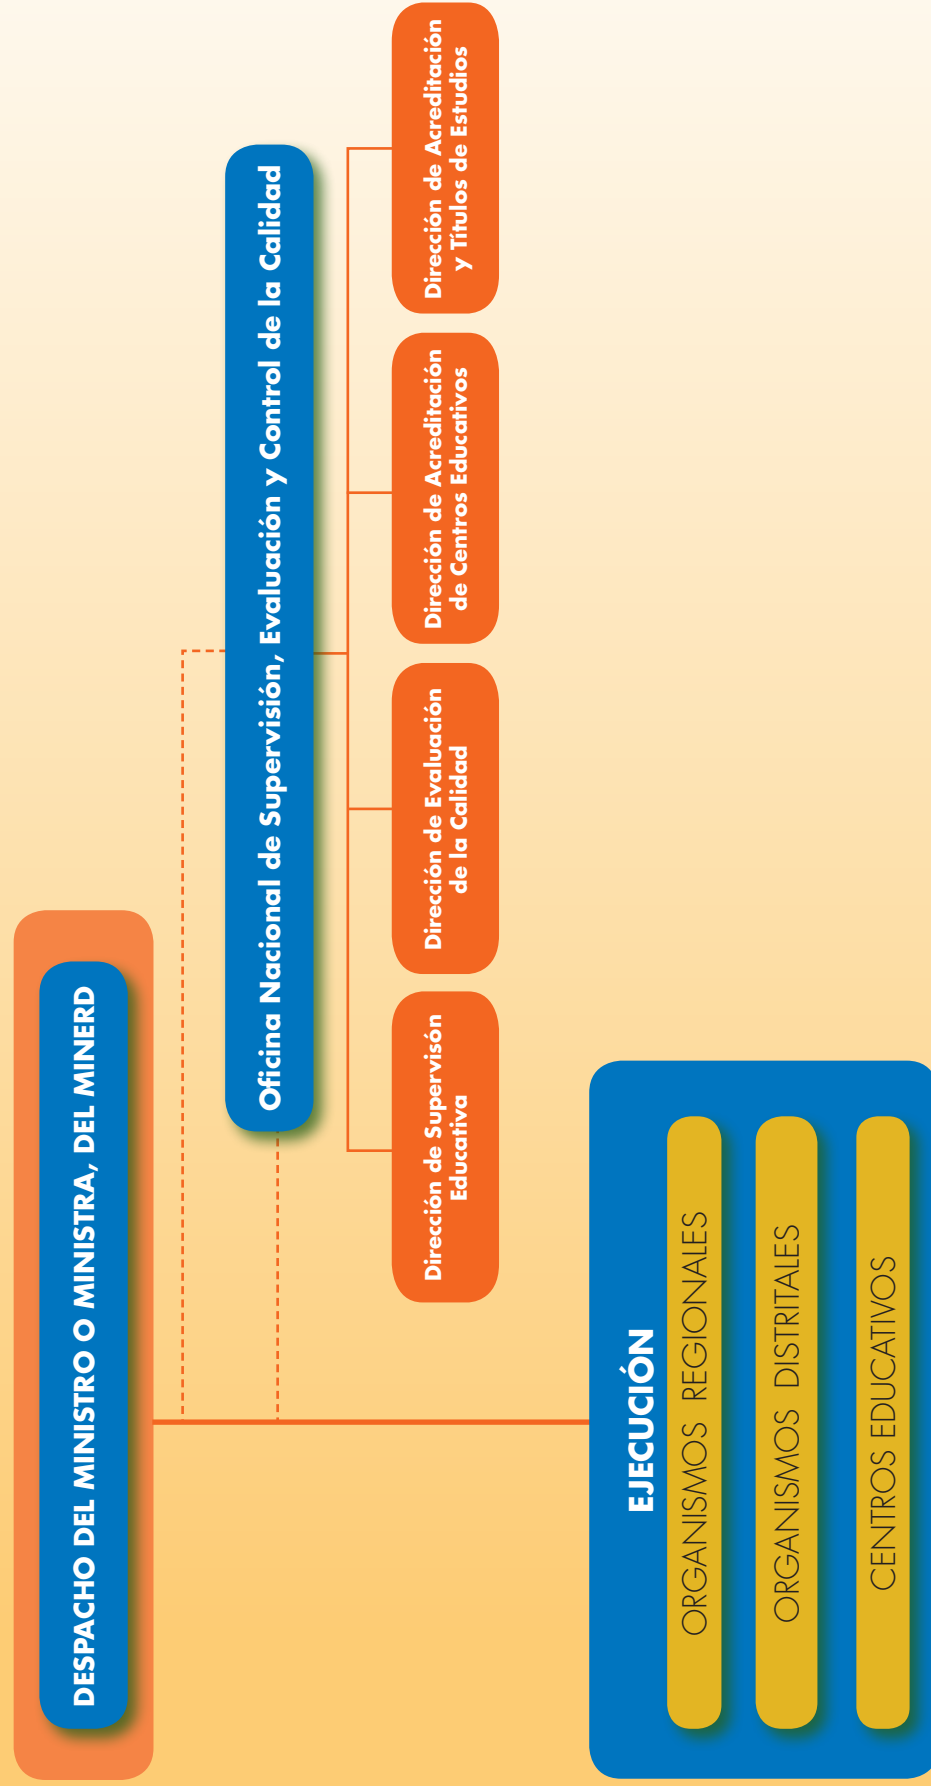 DESPACHO DEL MINISTRO O MINISTRA, DEL MINERD
Oficina Nacional de Supervisión, Evaluación y Control de la Calidad
Dirección de Supervisón
Educativa
Dirección de Evaluación
de la Calidad
Dirección de Acreditación
de Centros Educativos
Dirección de Acreditación
y Títulos de Estudios
EJECUCIÓN
ORGANISMOS REGIONALES
ORGANISMOS DISTRITALES
CENTROS EDUCATIVOS